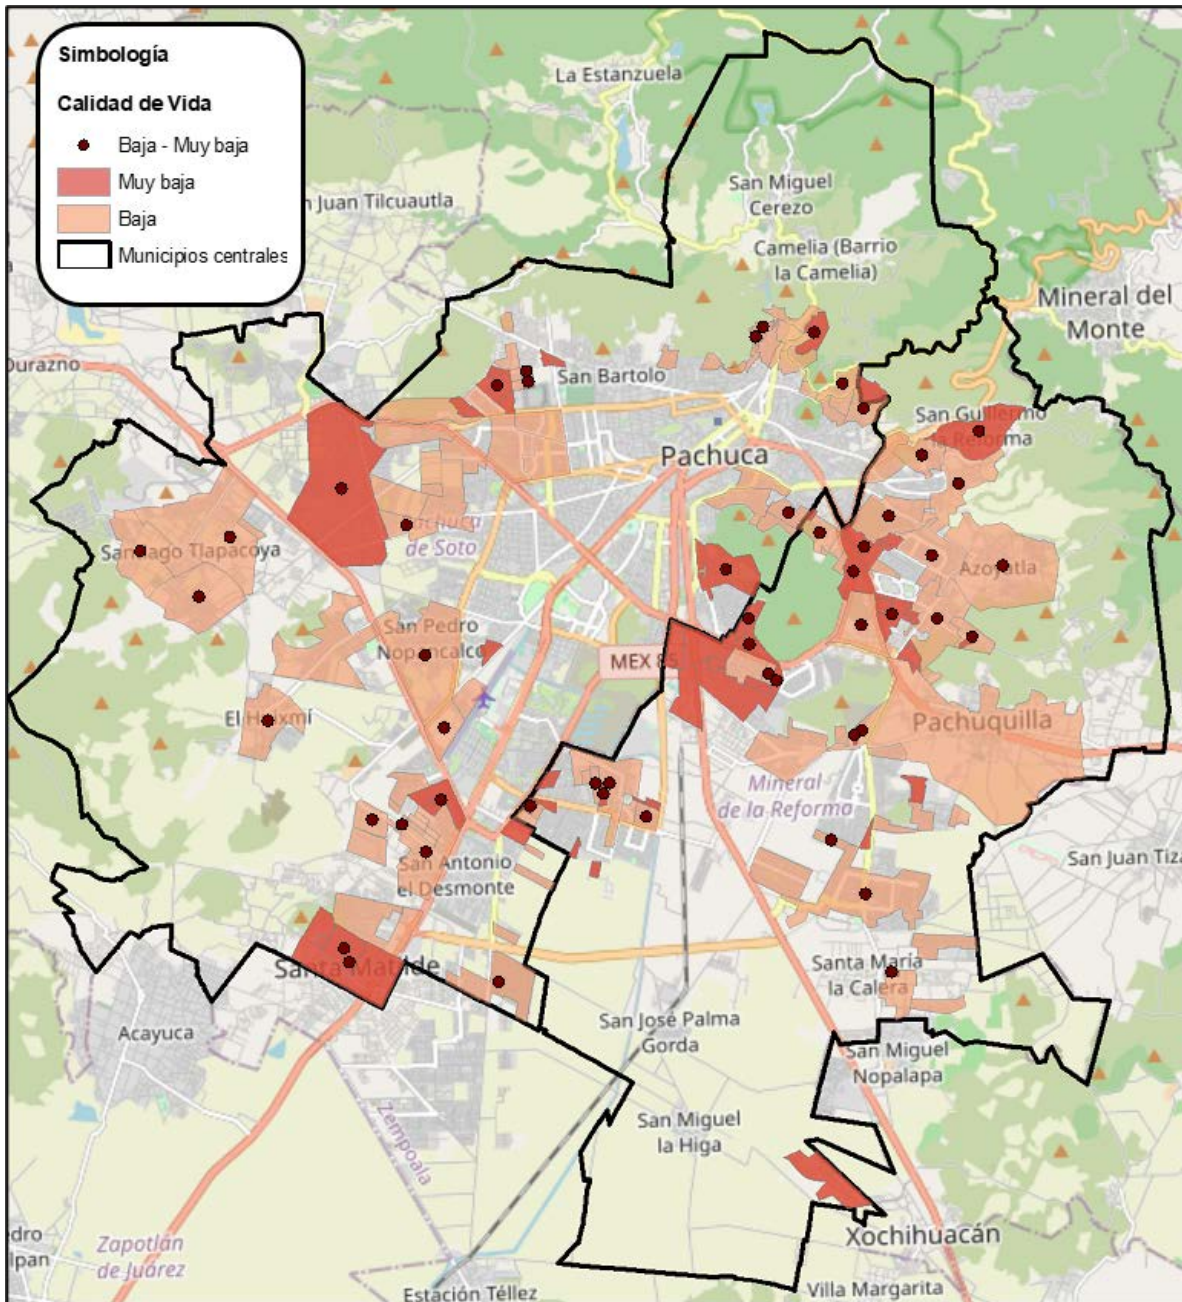 Simbología
Calidad de Vida
Baja - Muy baja
Muy baja
Baja
Municipios centrales
La Estanzuela
Juan Tilcuautla
San Miguel
Cerezo
Camelia (Barrio
la Camelia)
Mineral del
Monte
Durazno
San Bartolo
San Guillermo
la Reforma
Pachuca
Pachuca
de Soto
Santiago Tlapacoya
Azoyatla
San Pedro
Nopancalco
MEX 85
El Huixmí
Pachuquilla
Mineral
de la Reforma
San Antonio
el Desmonte
San Juan Tiza
Santa Matilde
Santa María
la Calera
Acayuca
San José Palma
Gorda
San Miguel
Nopalapa
San Miguel
la Higa
Zempoala
Xochihuacán
Zapotlán
de Juárez
Estación Téllez
Villa Margarita